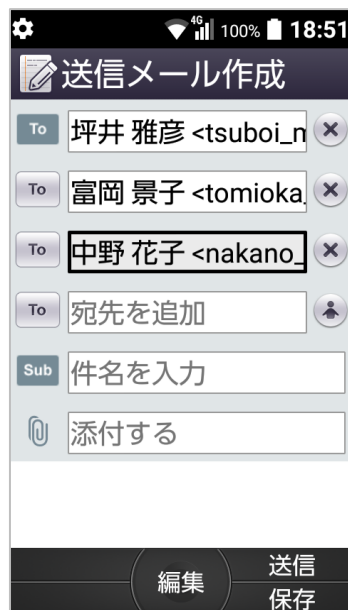 4G 100% 18:51
送信メール作成
To 坪井 雅彦 <tsuboi_m
To 富岡 景子 <tomioka_
To 中野 花子 <nakano_
To 宛先を追加
Sub 件名を入力
添付する
送信
編集
保存